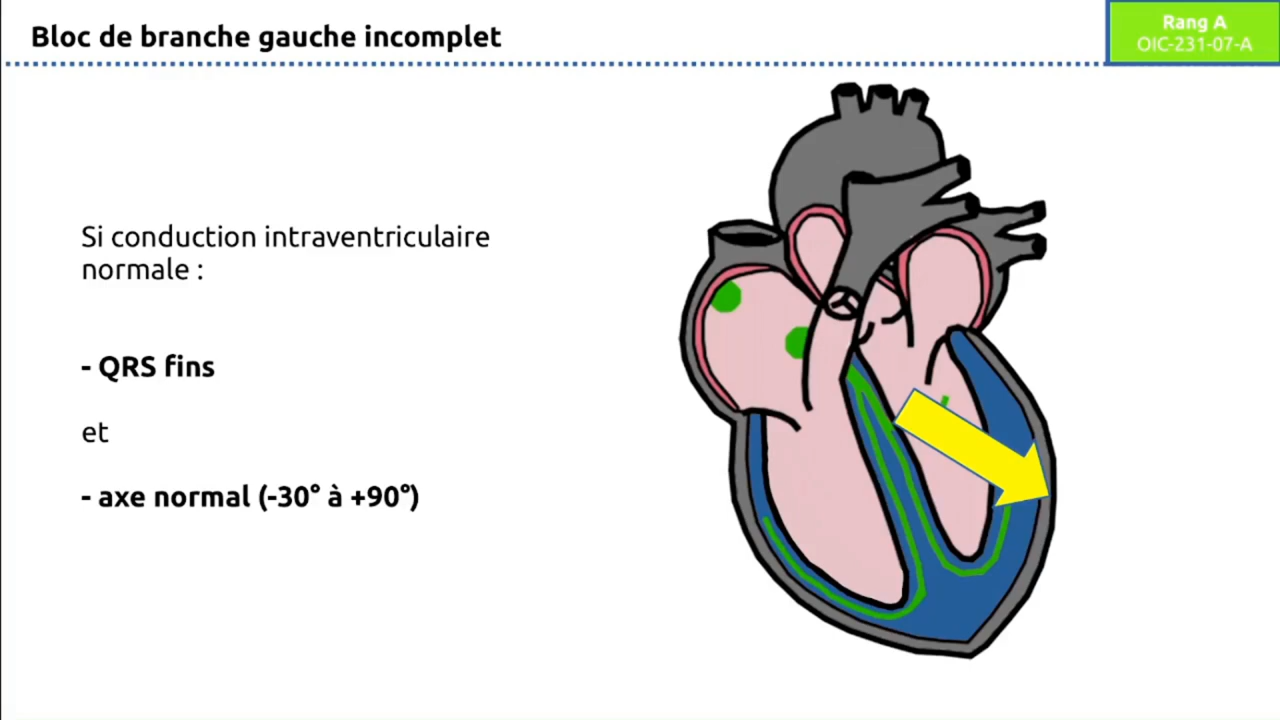 Bloc de branche gauche incomplet
Rang A
OIC-231-07-A
Si conduction intraventriculaire
normale :
- QRS fins
et
- axe normal (-30° à +90°)